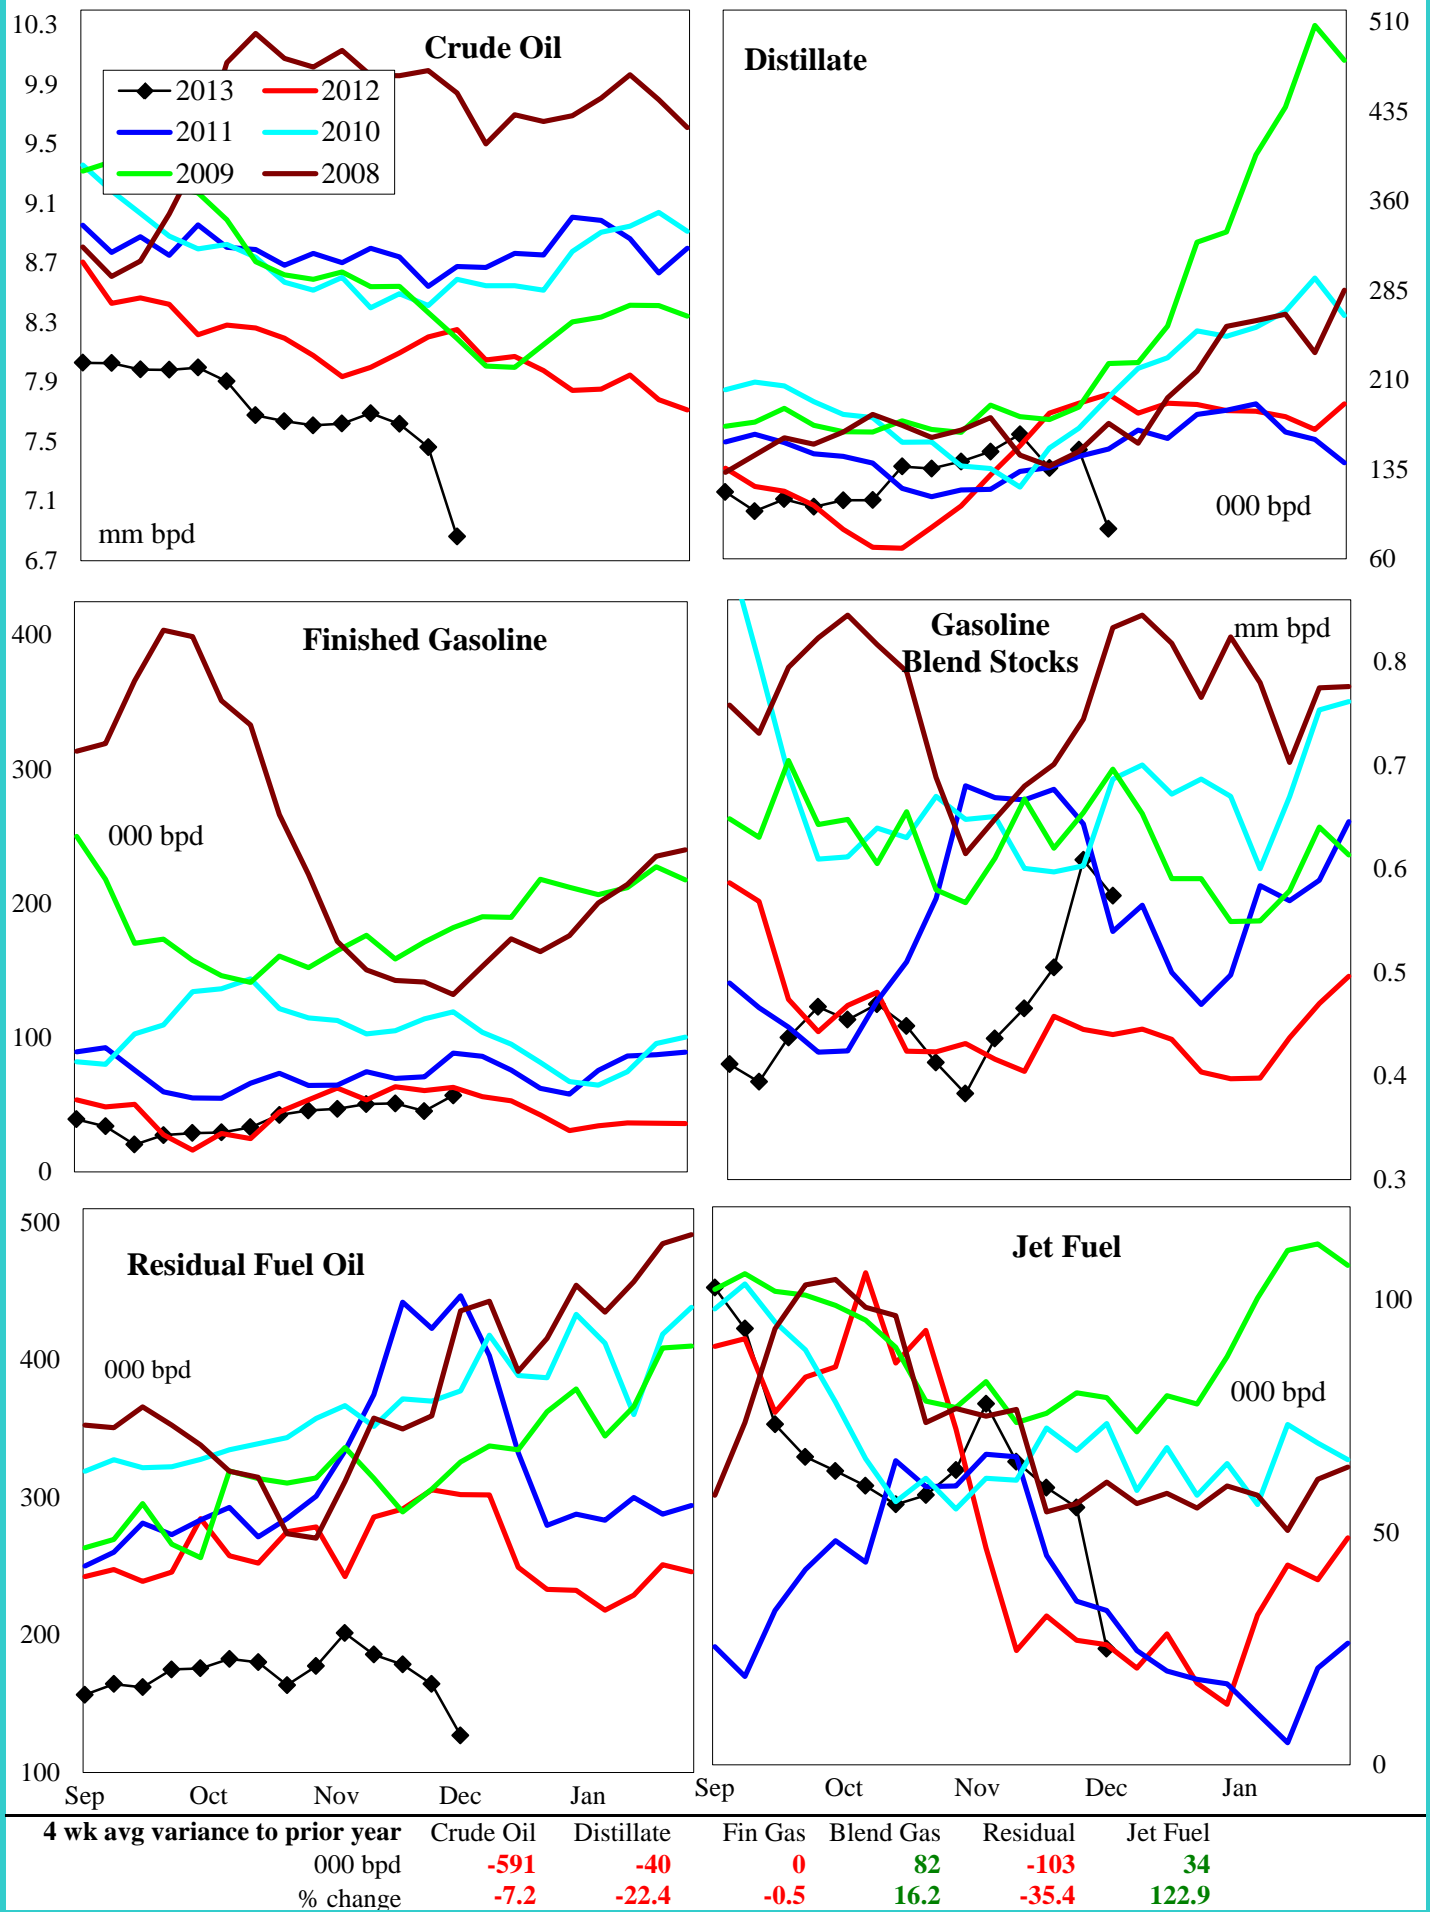 Crude Oil
10.3
9.9
9.5
9.1
8.7
8.3
7.9
7.5
7.1
6.7
2013 2012
2011 2010
2009 2008
mm bpd
Distillate
510
435
360
285
210
135
60
000 bpd
Finished Gasoline
400
300
200
100
0
000 bpd
Gasoline
Blend Stocks
mm bpd
0.8
0.7
0.6
0.5
0.4
0.3
Residual Fuel Oil
500
400
300
200
100
000 bpd
Sep Oct Nov Dec Jan
Jet Fuel
100
50
0
000 bpd
Sep Oct Nov Dec Jan
4 wk avg variance to prior year Crude Oil Distillate Fin Gas Blend Gas Residual Jet Fuel
000 bpd -591 -40 0 82 -103 34
% change -7.2 -22.4 -0.5 16.2 -35.4 122.9